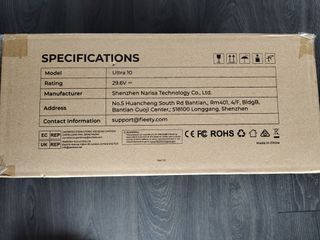 SPECIFICATIONS
Model Ultra 10
Rating 29.6V
Manufacturer Shenzhen Narisa Technology Co., Ltd.
Address No.5 Huancheng South Rd Bantian, Rm401, 4/F, BldgB,
Bantian Guoci Center; 518100 Longgang, Shenzhen
Contact information support@fieety.com
EC REP
UK REP
CE FC ROHS
Made in China